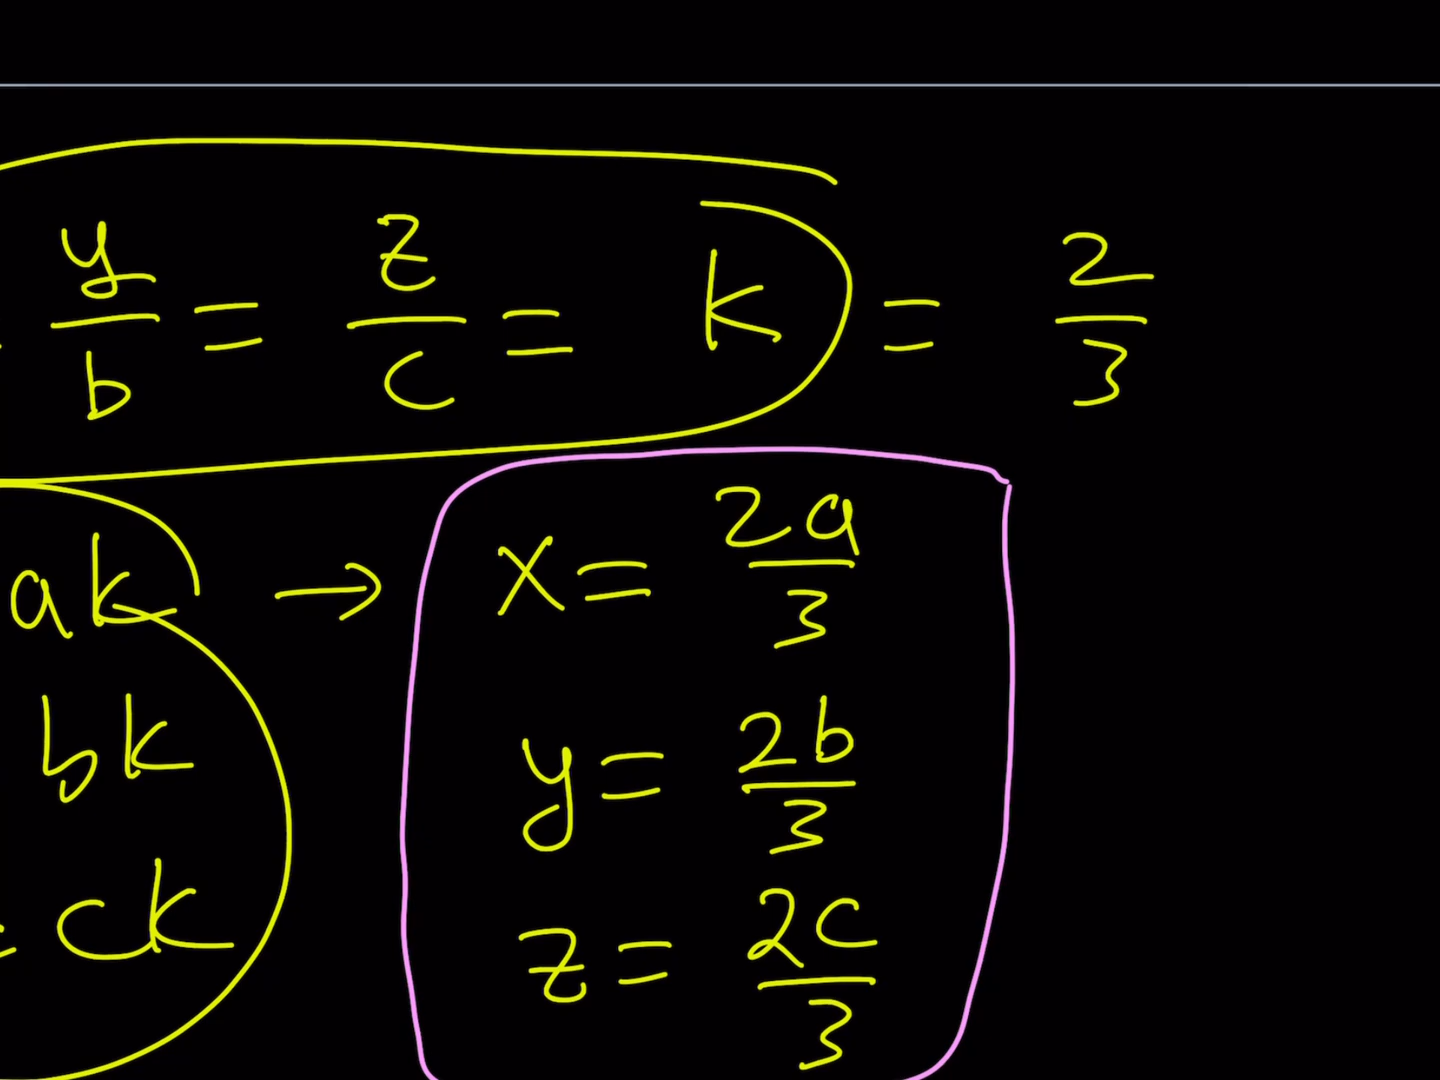 y/b = z/c = k = 2/3
ak → x = 2a/3
bk y = 2b/3
= ck z = 2c/3